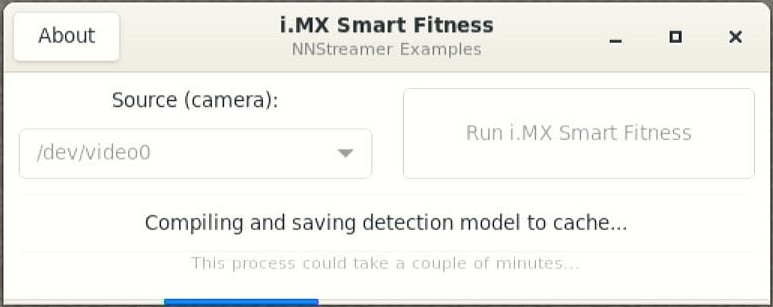 About
i.MX Smart Fitness
NNStreamer Examples
Source (camera):
/dev/video0
Run i.MX Smart Fitness
Compiling and saving detection model to cache...
This process could take a couple of minutes...